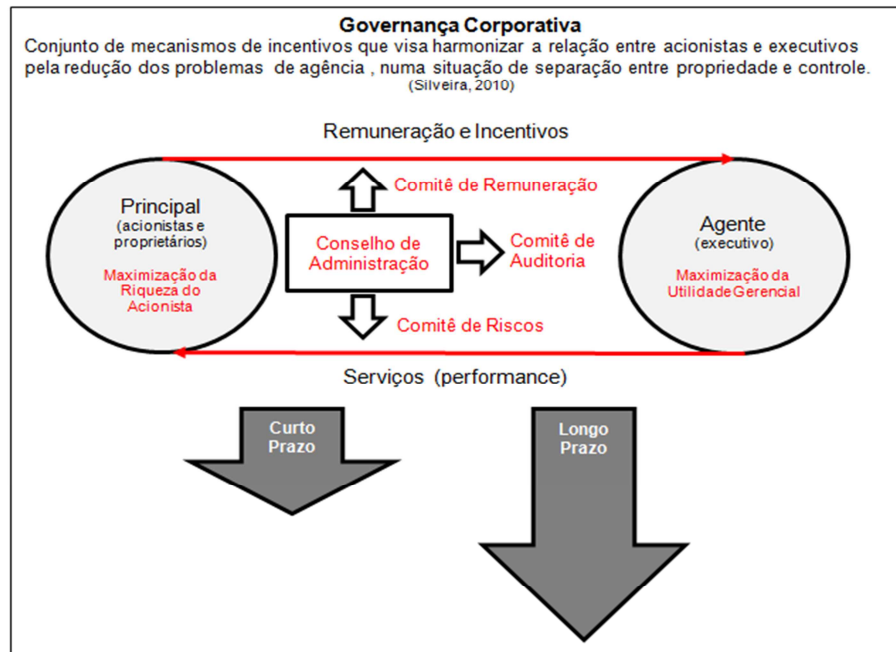 Governança Corporativa
Conjunto de mecanismos de incentivos que visa harmonizar a relação entre acionistas e executivos
pela redução dos problemas de agência , numa situação de separação entre propriedade e controle.
(Silveira, 2010)
Remuneração e Incentivos
Comitê de Remuneração
Principal
(acionistas e
proprietários)
Maximização da
Riqueza do
Acionista
Conselho de
Administração
Comitê de
Auditoria
Agente
(executivo)
Maximização da
Utilidade Gerencial
Comitê de Riscos
Serviços (performance)
Curto
Prazo
Longo
Prazo